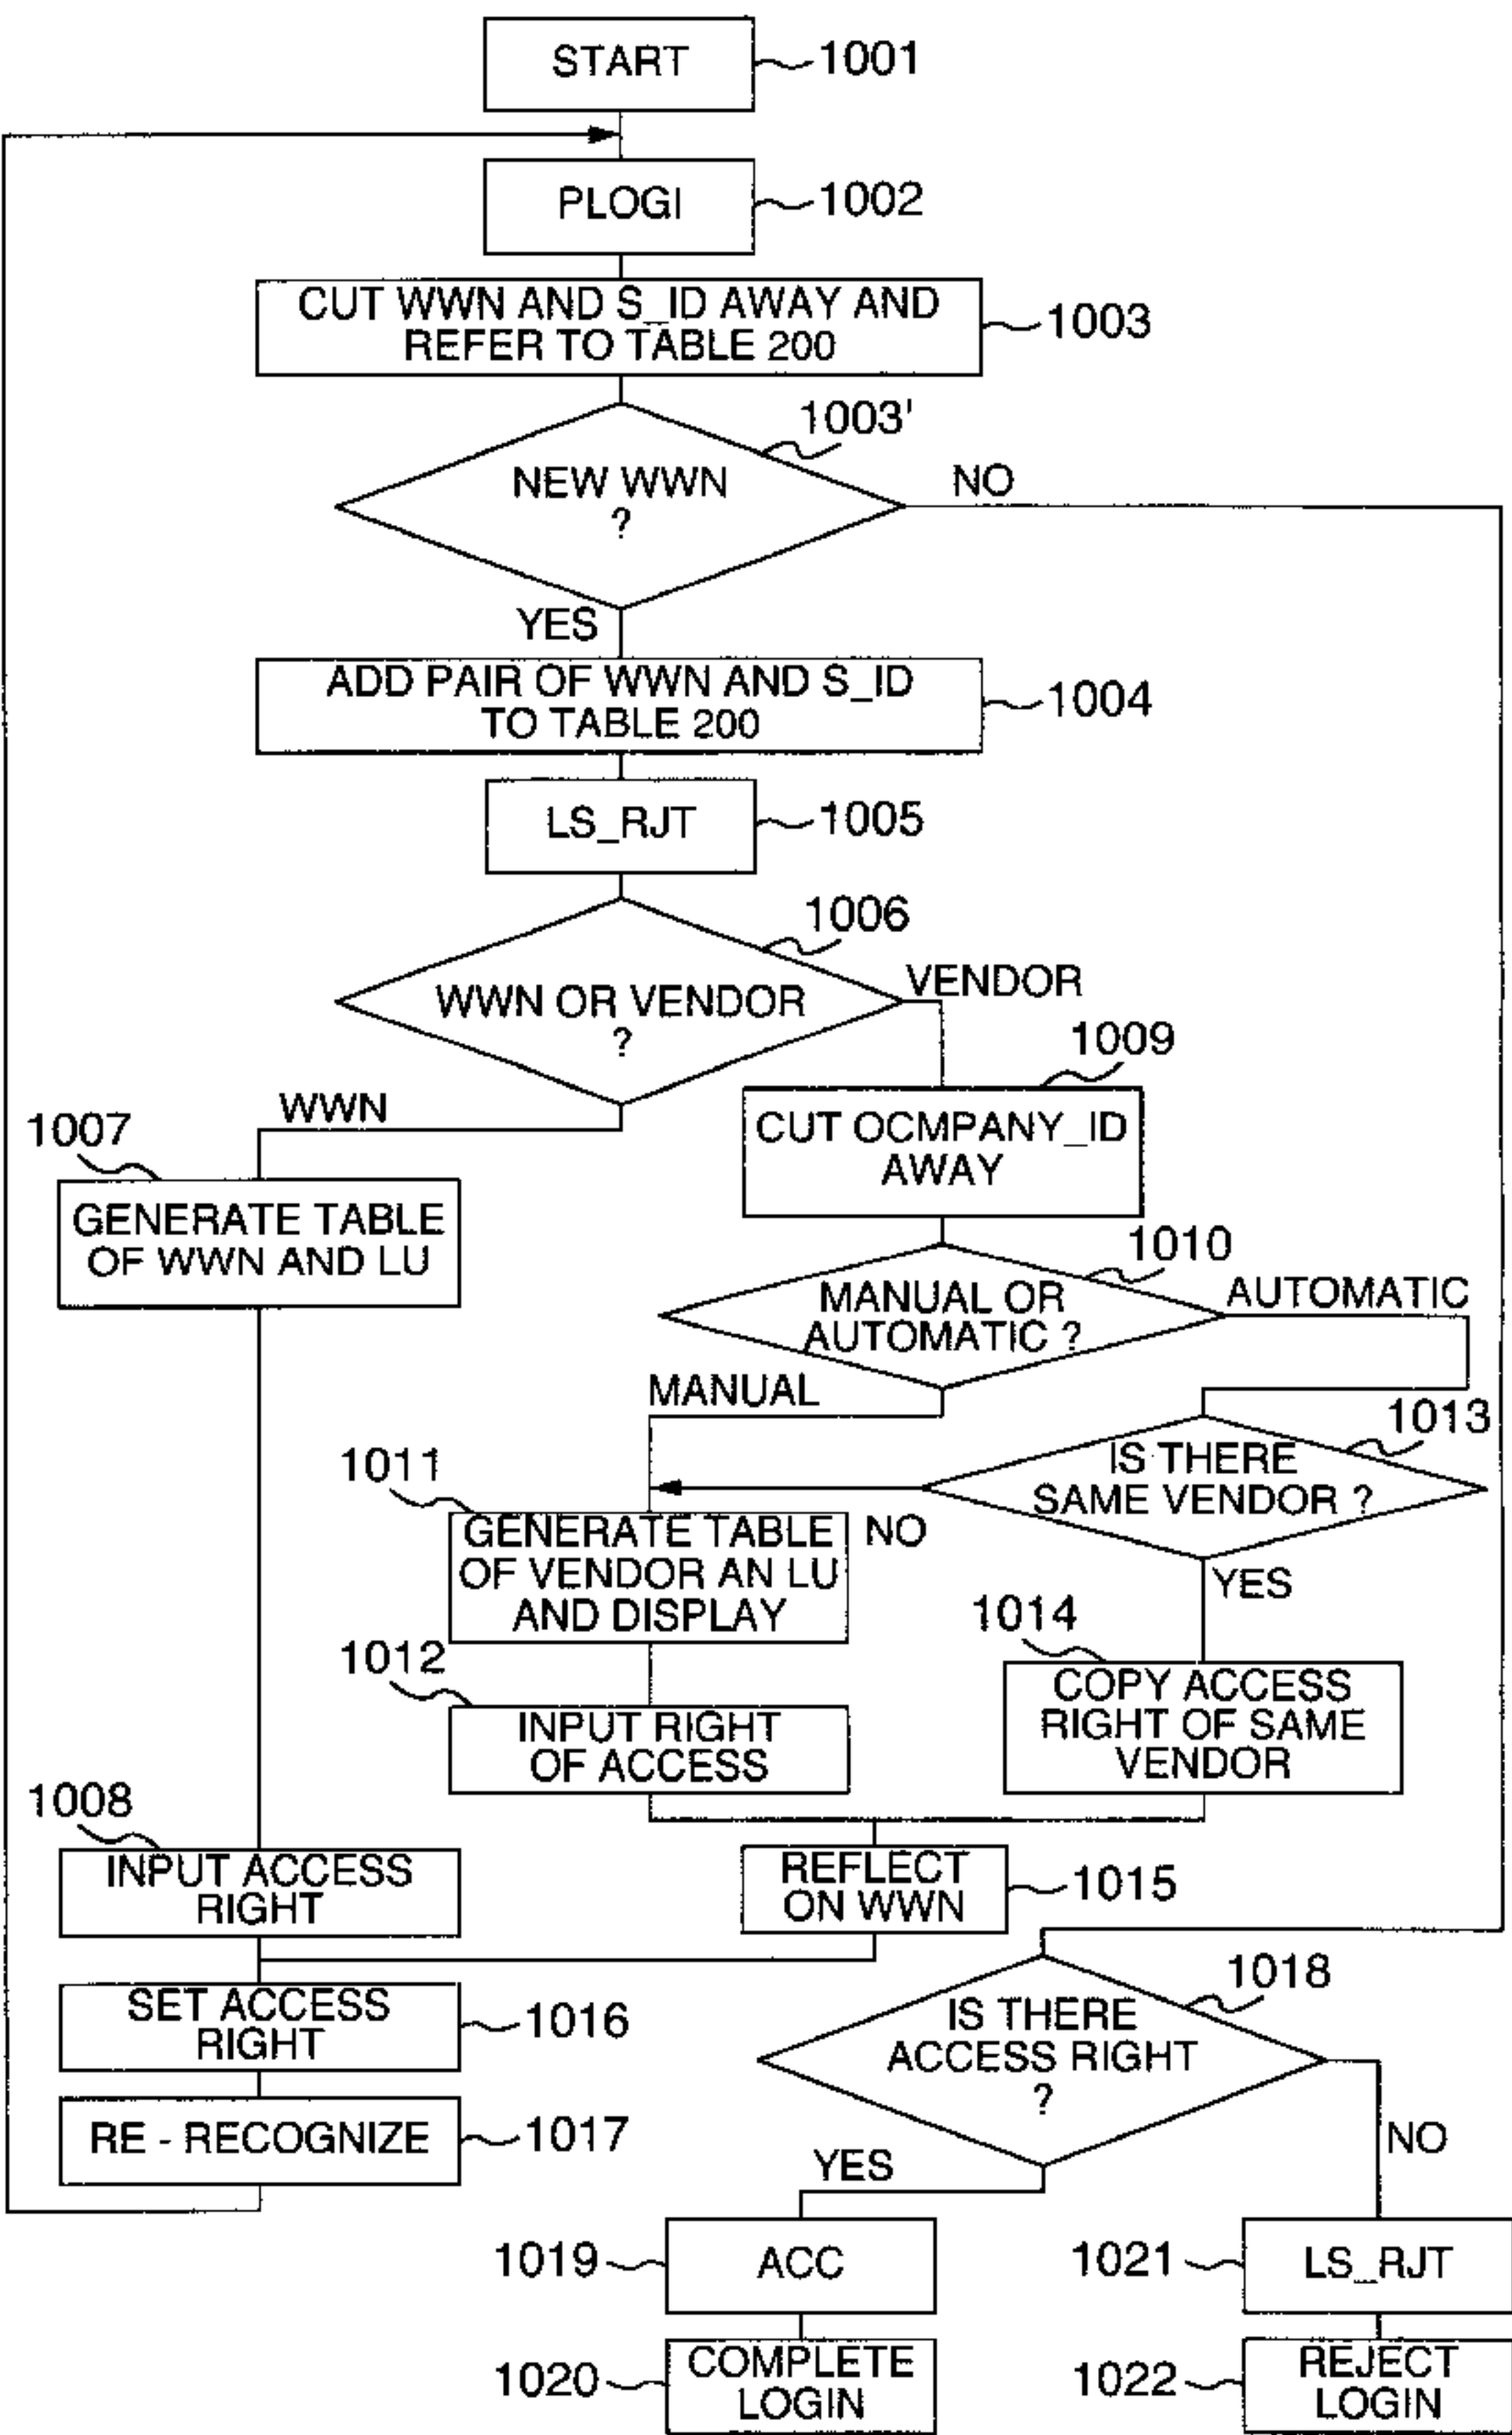 START
1001
PLOGI
1002
CUT WWN AND S_ID AWAY AND
REFER TO TABLE 200
1003
1003'
NEW WWN
?
NO
YES
ADD PAIR OF WWN AND S_ID
TO TABLE 200
1004
LS_RJT
1005
1006
WWN OR VENDOR
?
VENDOR
WWN
1009
CUT OCMPANY_ID
AWAY
1007
GENERATE TABLE
OF WWN AND LU
1010
MANUAL OR
AUTOMATIC ?
AUTOMATIC
MANUAL
1013
IS THERE
SAME VENDOR ?
NO
YES
1011
GENERATE TABLE
OF VENDOR AN LU
AND DISPLAY
1014
COPY ACCESS
RIGHT OF SAME
VENDOR
1012
INPUT RIGHT
OF ACCESS
1008
INPUT ACCESS
RIGHT
REFLECT
ON WWN
1015
SET ACCESS
RIGHT
1016
1018
IS THERE
ACCESS RIGHT
?
RE - RECOGNIZE
1017
YES
NO
1019
ACC
1021
LS_RJT
1020
COMPLETE
LOGIN
1022
REJECT
LOGIN